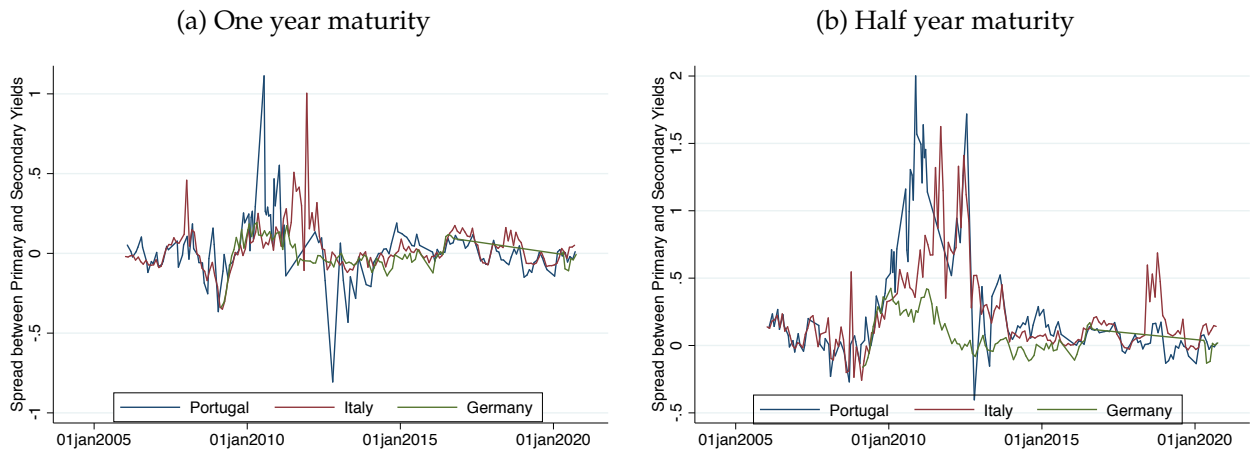 (a) One year maturity
Spread between Primary and Secondary Yields
1
.5
0
-.5
-1
Portugal Italy Germany
01jan2005 01jan2010 01jan2015 01jan2020
(b) Half year maturity
Spread between Primary and Secondary Yields
2
1.5
1
.5
0
-.5
Portugal Italy Germany
01jan2005 01jan2010 01jan2015 01jan2020